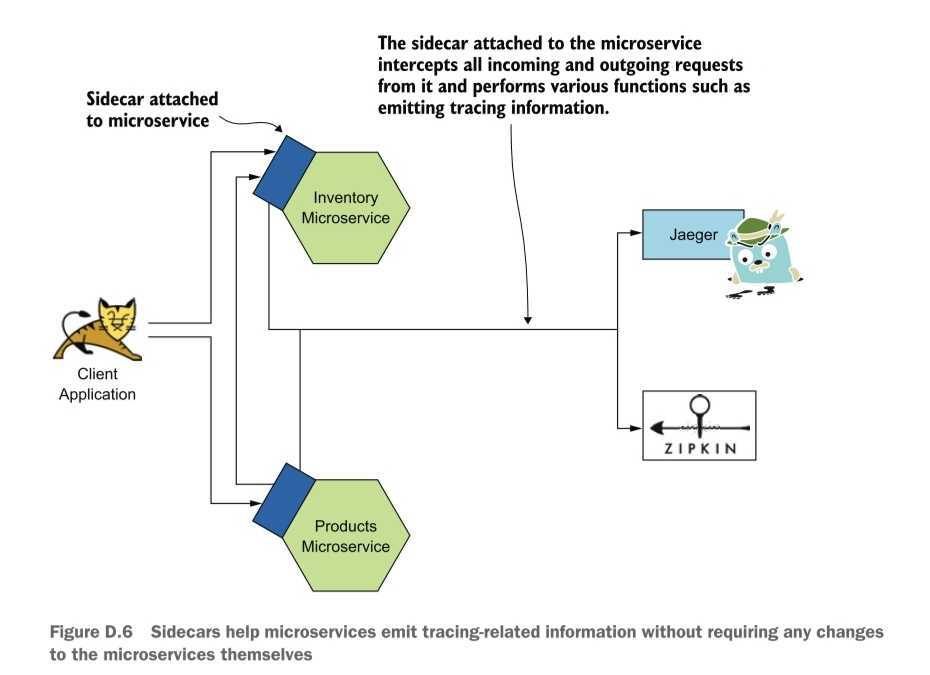 The sidecar attached to the microservice
intercepts all incoming and outgoing requests
from it and performs various functions such as
emitting tracing information.
Sidecar attached
to microservice
Inventory
Microservice
Jaeger
Client
Application
ZIPKIN
Products
Microservice
Figure D.6 Sidecars help microservices emit tracing-related information without requiring any changes
to the microservices themselves